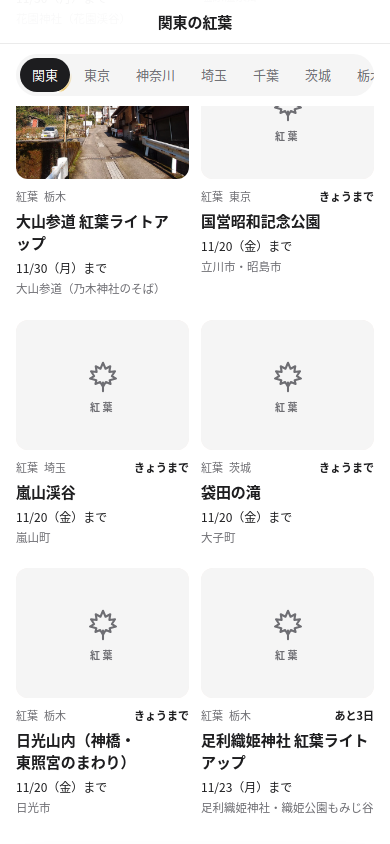 関東の紅葉
関東 東京 神奈川 埼玉 千葉 茨城
紅葉
紅葉 栃木
大山参道 紅葉ライトア
ップ
11/30（月）まで
大山参道（乃木神社のそば）
紅葉 東京 きょうまで
国営昭和記念公園
11/20（金）まで
立川市・昭島市
紅葉
紅葉 埼玉 きょうまで
嵐山渓谷
11/20（金）まで
嵐山町
紅葉
紅葉 茨城 きょうまで
袋田の滝
11/20（金）まで
大子町
紅葉
紅葉 栃木 きょうまで
日光山内（神橋・
東照宮のまわり）
11/20（金）まで
日光市
紅葉
紅葉 栃木 あと3日
足利織姫神社 紅葉ライト
アップ
11/23（月）まで
足利織姫神社・織姫公園もみじ谷